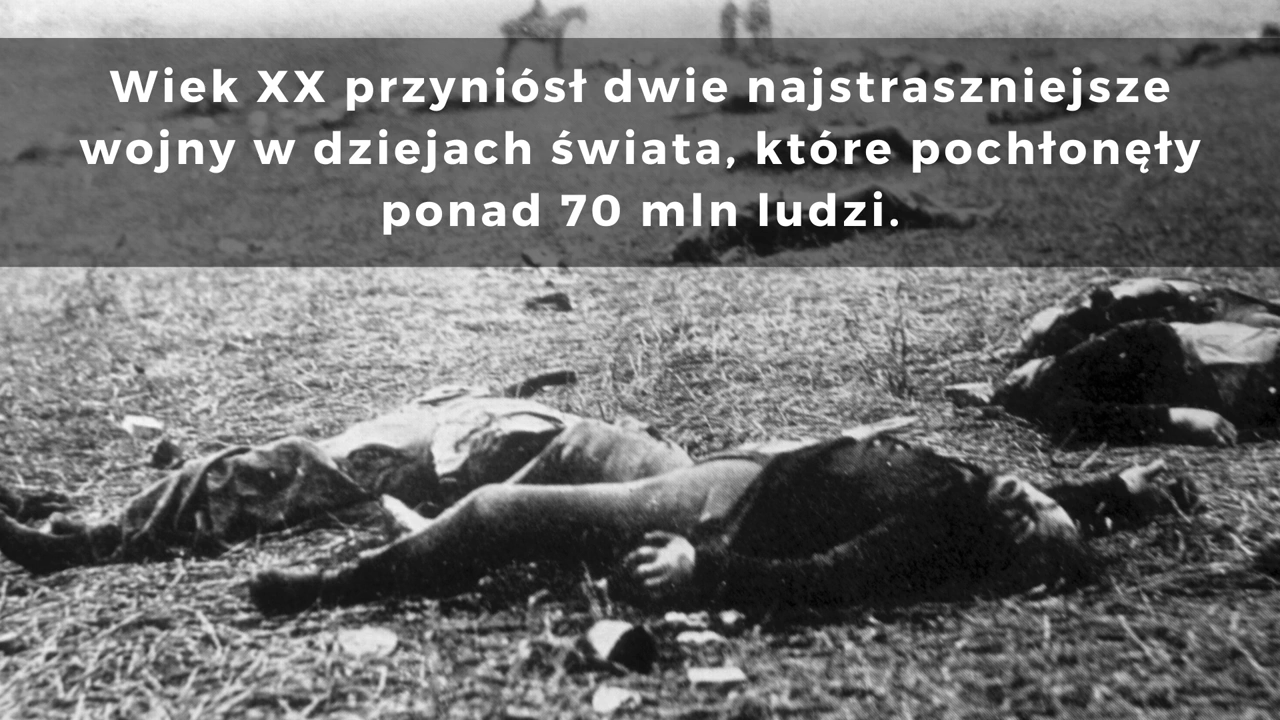 Wiek XX przyniósł dwie najstraszniejsze
wojny w dziejach świata, które pochłonęły
ponad 70 mln ludzi.